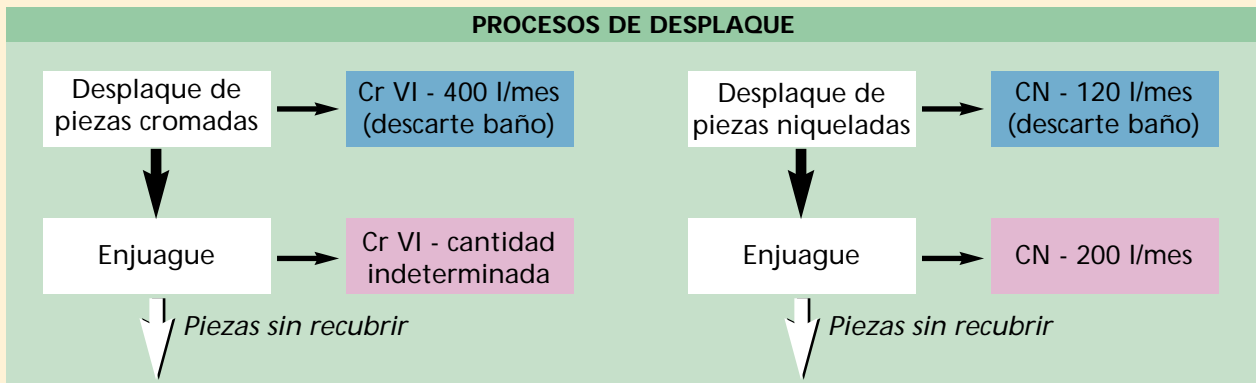 PROCESOS DE DESPLAQUE
Desplaque de
piezas cromadas
Cr VI - 400 l/mes
(descarte baño)
Enjuague
Cr VI - cantidad
indeterminada
Piezas sin recubrir
Desplaque de
piezas niqueladas
CN - 120 l/mes
(descarte baño)
Enjuague
CN - 200 l/mes
Piezas sin recubrir